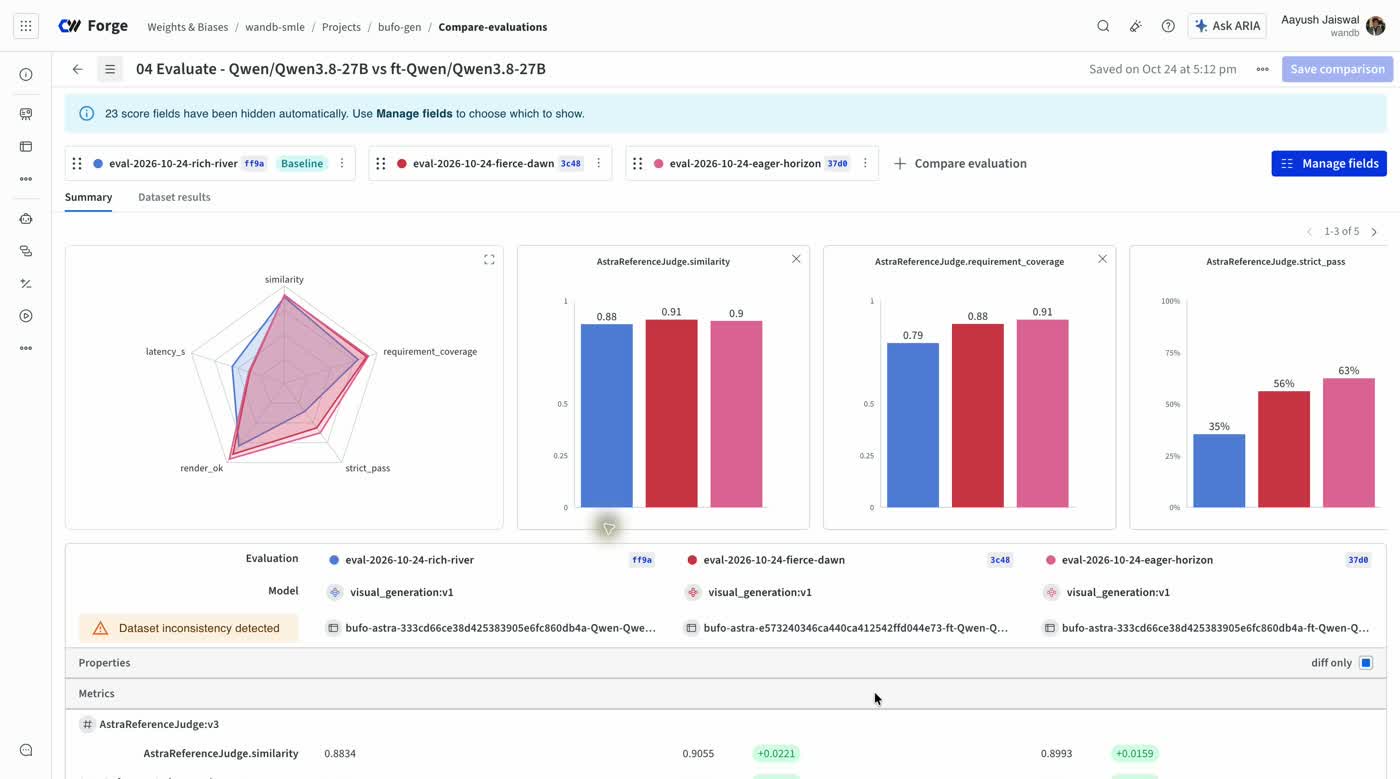 Forge
Weights & Biases / wandb-smle / Projects / bufo-gen / Compare-evaluations
Ask ARIA
Aayush Jaiswal
wandb
04 Evaluate - Qwen/Qwen3.8-27B vs ft-Qwen/Qwen3.8-27B
Saved on Oct 24 at 5:12 pm
Save comparison
23 score fields have been hidden automatically. Use Manage fields to choose which to show.
eval-2026-10-24-rich-river ff9a Baseline
eval-2026-10-24-fierce-dawn 3c48
eval-2026-10-24-eager-horizon 37d0
Compare evaluation
Manage fields
Summary
Dataset results
1-3 of 5
similarity
latency_s
requirement_coverage
render_ok
strict_pass
AstraReferenceJudge.similarity
1
0.5
0.25
0
0.88
0.91
0.9
AstraReferenceJudge.requirement_coverage
1
0.5
0.25
0
0.79
0.88
0.91
AstraReferenceJudge.strict_pass
100%
75%
50%
25%
0%
35%
56%
63%
Evaluation
eval-2026-10-24-rich-river ff9a
eval-2026-10-24-fierce-dawn 3c48
eval-2026-10-24-eager-horizon 37d0
Model
visual_generation:v1
visual_generation:v1
visual_generation:v1
Dataset inconsistency detected
bufo-astra-333cd66ce38d425383905e6fc860db4a-Qwen-Qwe...
bufo-astra-e573240346ca440ca412542ffd044e73-ft-Qwen-Q...
bufo-astra-333cd66ce38d425383905e6fc860db4a-ft-Qwen-Q...
Properties
diff only
Metrics
AstraReferenceJudge:v3
AstraReferenceJudge.similarity
0.8834
0.9055 +0.0221
0.8993 +0.0159